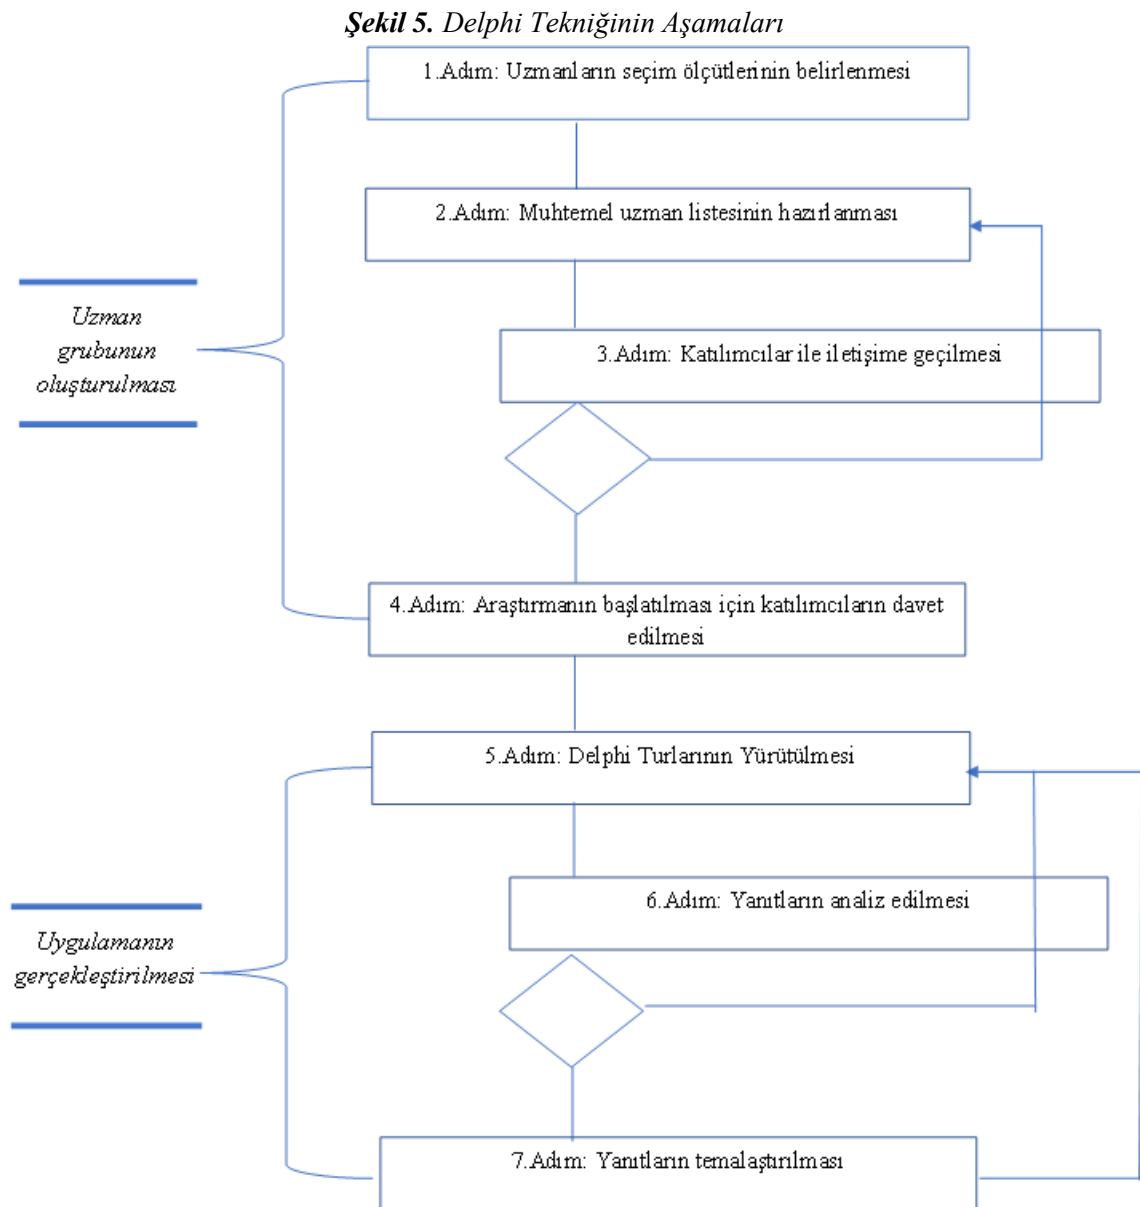 Şekil 5. Delphi Tekniğinin Aşamaları
1.Adım: Uzmanların seçim ölçütlerinin belirlenmesi
2.Adım: Muhtemel uzman listesinin hazırlanması
Uzman
grubunun
oluşturulması
3.Adım: Katılımcılar ile iletişime geçilmesi
4.Adım: Araştırmanın başlatılması için katılımcıların davet
edilmesi
5.Adım: Delphi Turlarının Yürütülmesi
6.Adım: Yanıtların analiz edilmesi
Uygulamanın
gerçekleştirilmesi
7.Adım: Yanıtların temalaştırılması